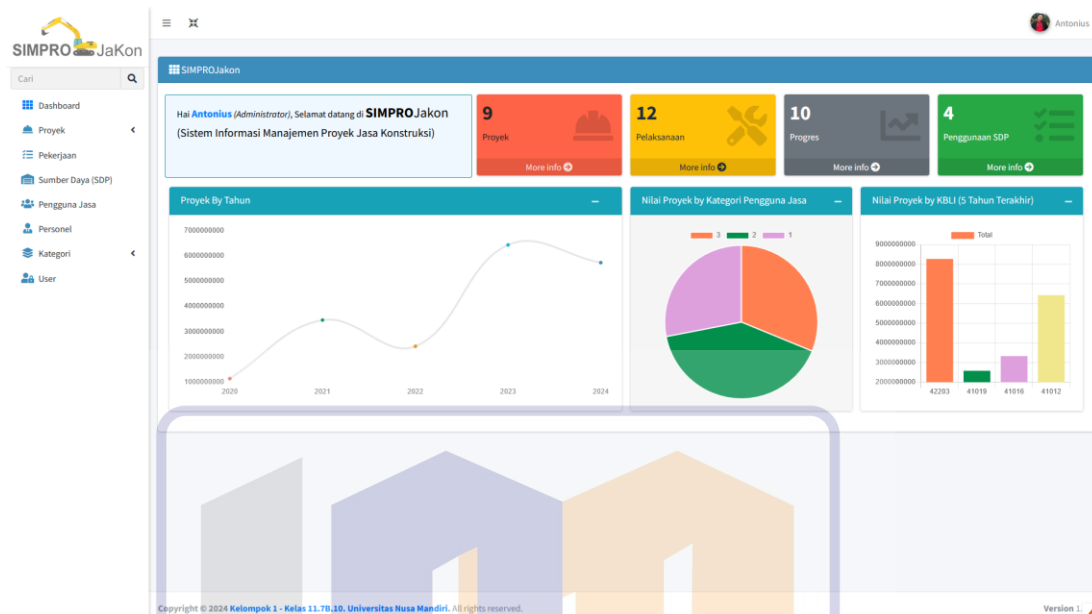 SIMPRO JaKon
Antonius
Cari
SIMPROJakon
Dashboard
Proyek
Pekerjaan
Sumber Daya (SDP)
Pengguna Jasa
Personel
Kategori
User
Hai Antonius (Administrator), Selamat datang di SIMPROJakon
(Sistem Informasi Manajemen Proyek Jasa Konstruksi)
9
Proyek
More info
12
Pelaksanaan
More info
10
Progres
More info
4
Penggunaan SDP
More info
Proyek By Tahun
7000000000
6000000000
5000000000
4000000000
3000000000
2000000000
1000000000
2020 2021 2022 2023 2024
Nilai Proyek by Kategori Pengguna Jasa
3 2 1
Nilai Proyek by KBLI (5 Tahun Terakhir)
Total
9000000000
8000000000
7000000000
6000000000
5000000000
4000000000
3000000000
2000000000
42203 41019 41016 41012
Copyright © 2024 Kelompok 1 - Kelas 11.7B.10. Universitas Nusa Mandiri. All rights reserved.
Version 1.